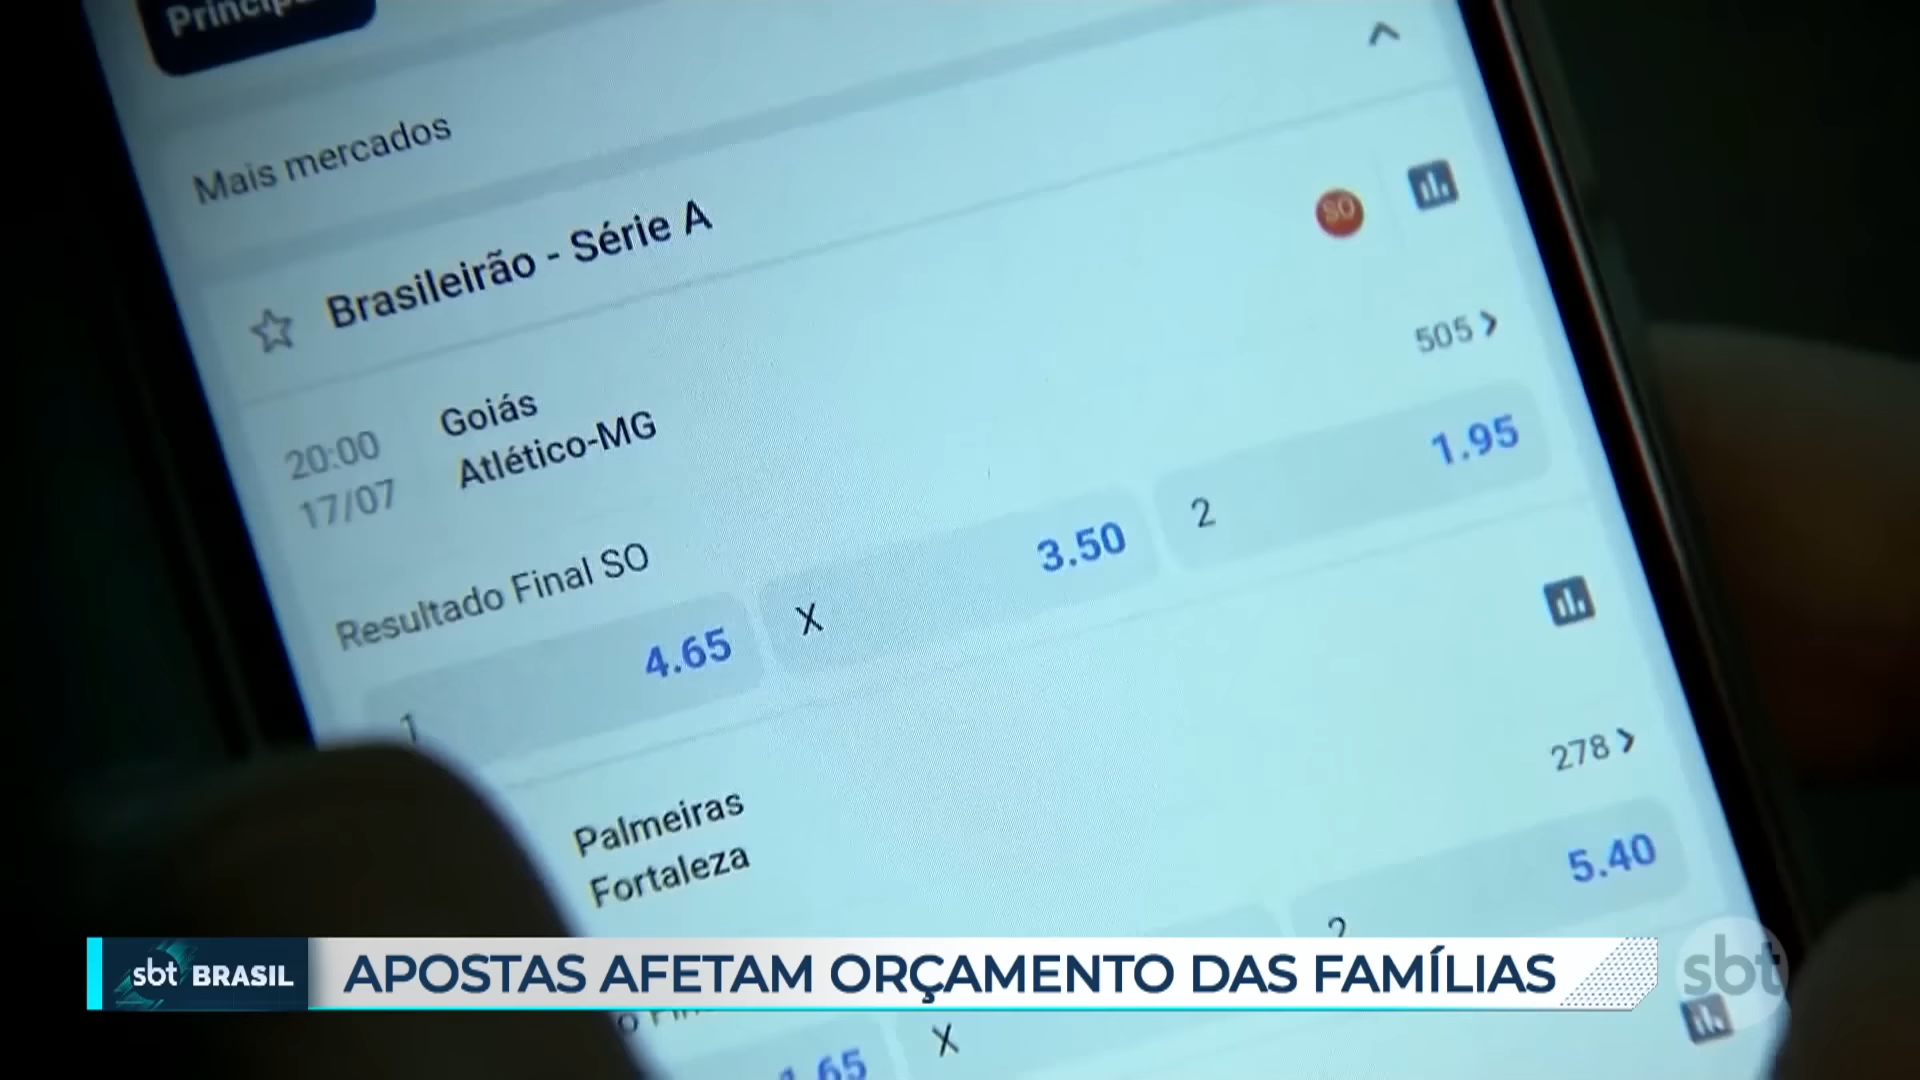 Mais mercados
Brasileirão - Série A
SO
505
20:00
17/07
Goiás
Atlético-MG
Resultado Final SO
1
4.65
X
3.50
2
1.95
278
Palmeiras
Fortaleza
2
5.40
X
sbt BRASIL
APOSTAS AFETAM ORÇAMENTO DAS FAMÍLIAS
sbt